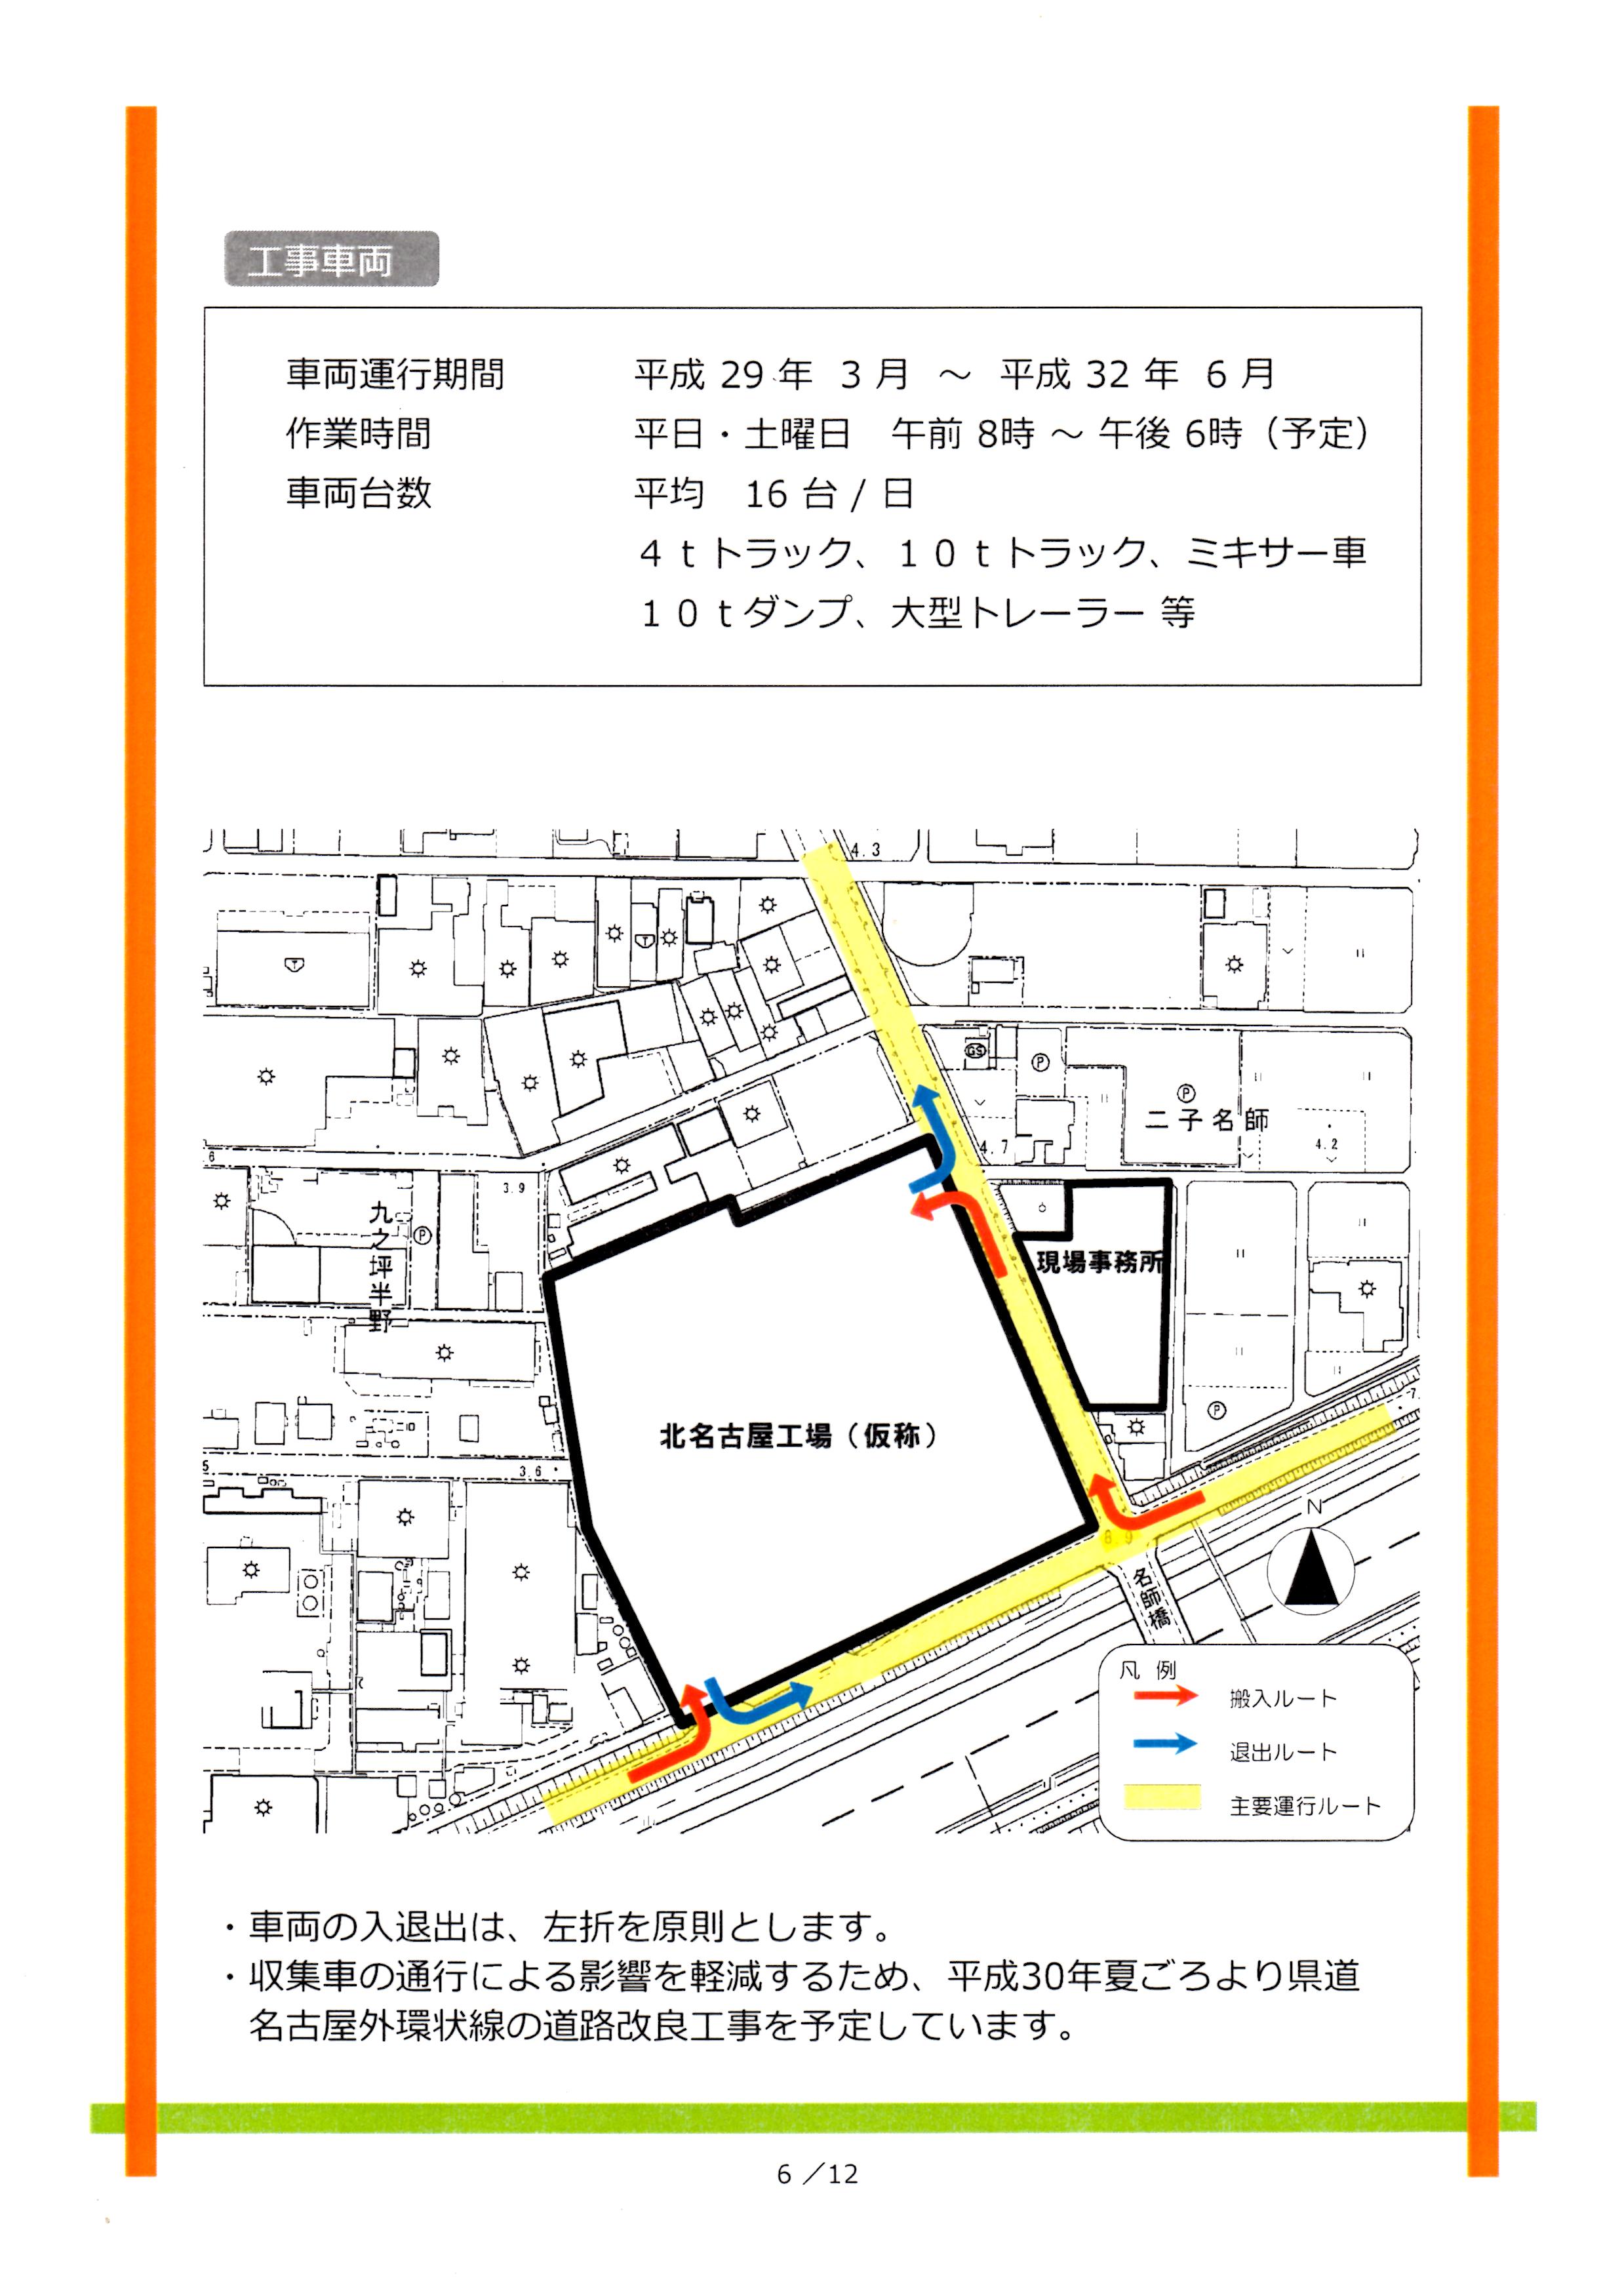 工事車両
車両運行期間 平成 29 年 3 月 ～ 平成 32 年 6 月
作業時間 平日・土曜日 午前 8時 ～ 午後 6時（予定）
車両台数 平均 16 台 / 日
４ｔトラック、１０ｔトラック、ミキサー車
１０ｔダンプ、大型トレーラー 等
4.3
GS
P
P
二子名師
4.7
4.2
6
3.9
九之坪半野
P
現場事務所
北名古屋工場（仮称）
P
7.
5
3.6
8.9
N
名師橋
凡 例
搬入ルート
退出ルート
主要運行ルート
・車両の入退出は、左折を原則とします。
・収集車の通行による影響を軽減するため、平成30年夏ごろより県道
名古屋外環状線の道路改良工事を予定しています。
6 ／12